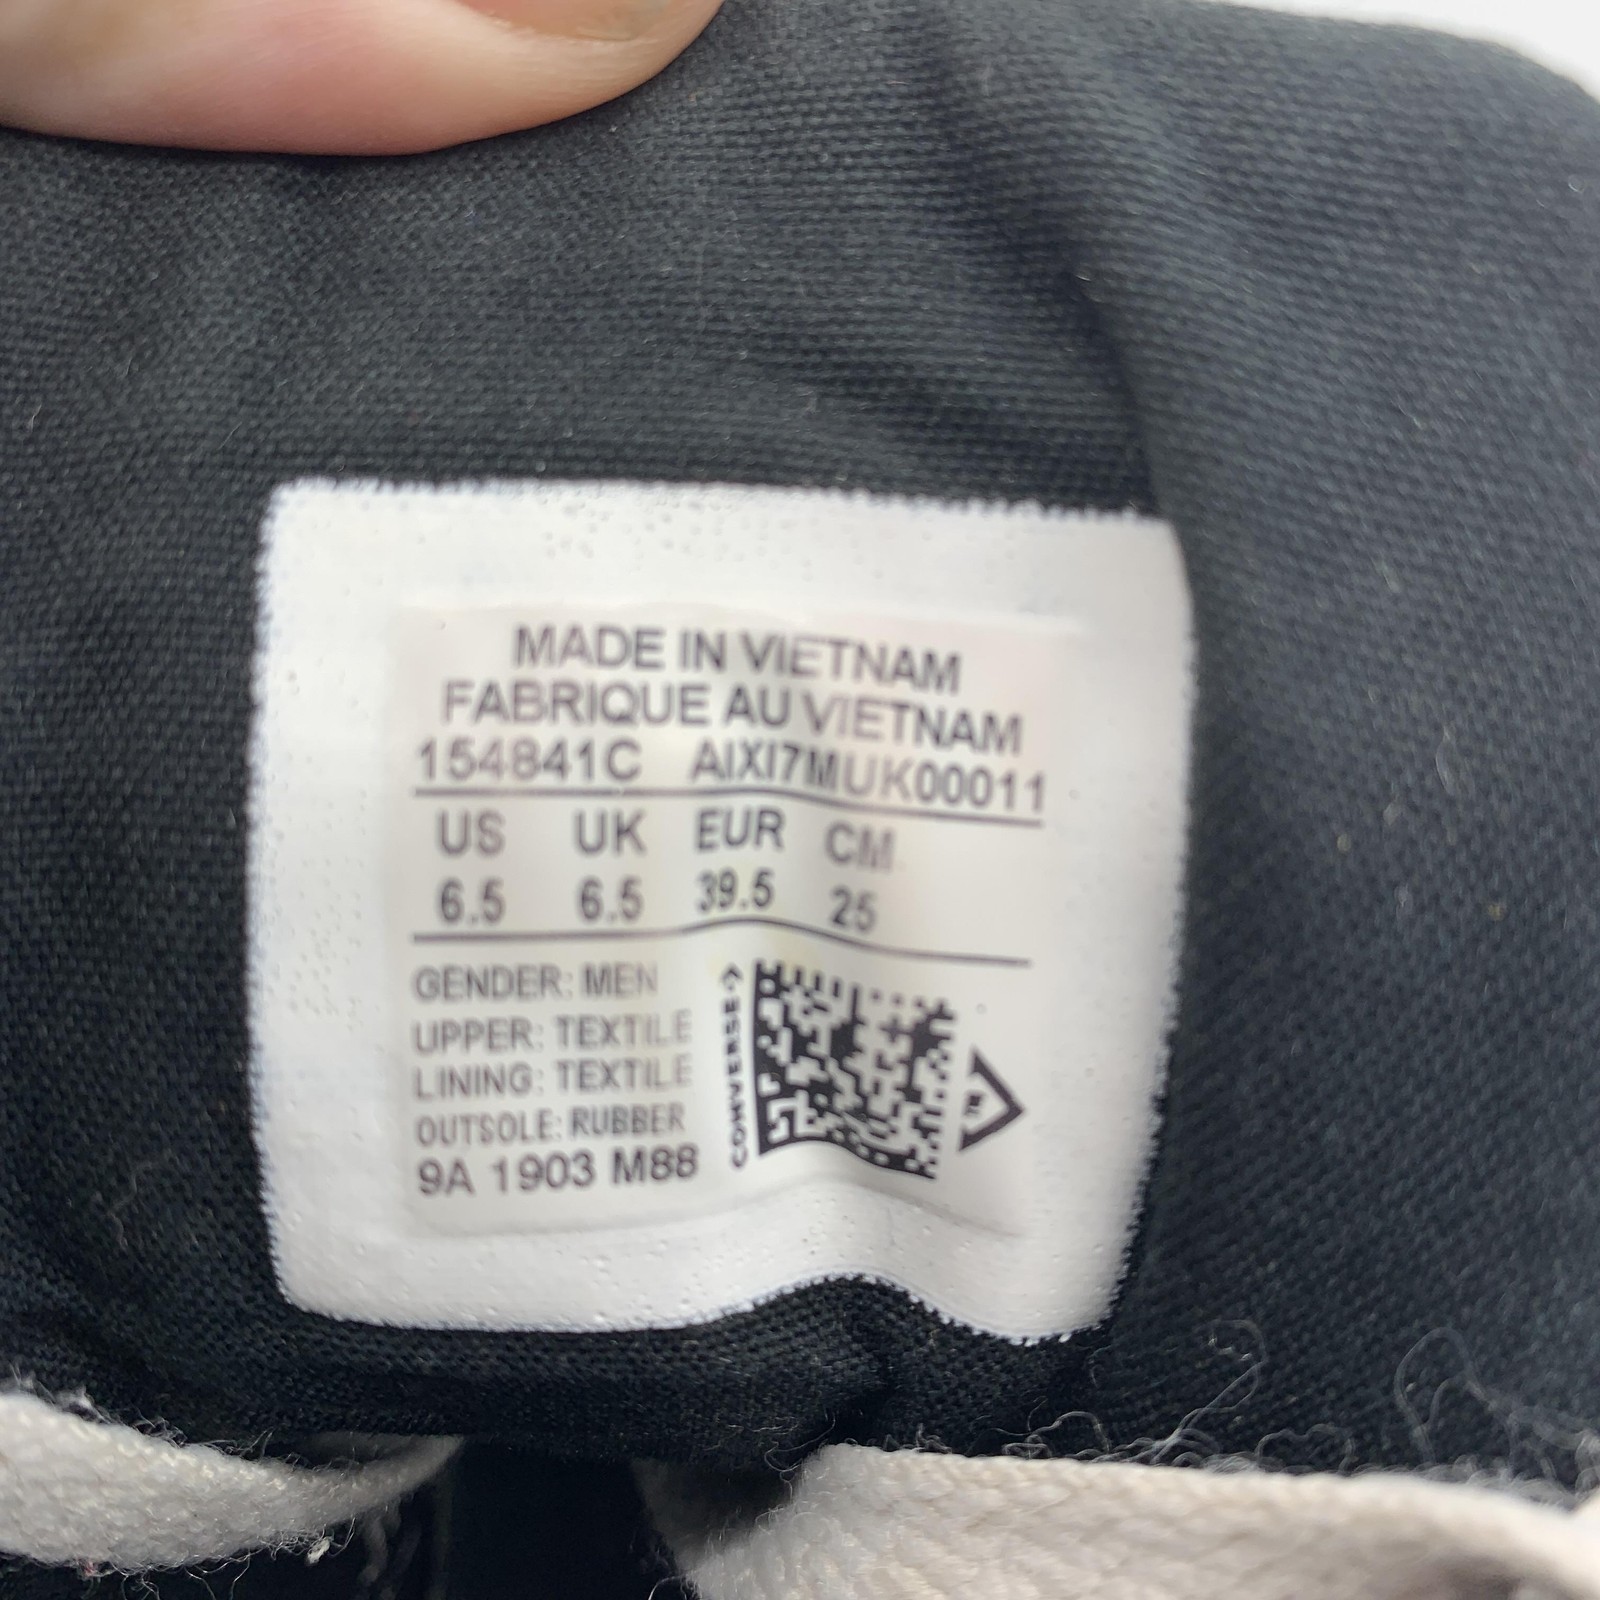 MADE IN VIETNAM
FABRIQUE AU VIETNAM
154841C AIXI7MUK00011
US UK EUR CM
6.5 6.5 39.5 25
GENDER: MEN
UPPER: TEXTILE
LINING: TEXTILE
OUTSOLE: RUBBER
9A 1903 M88
CONVERSE
TM